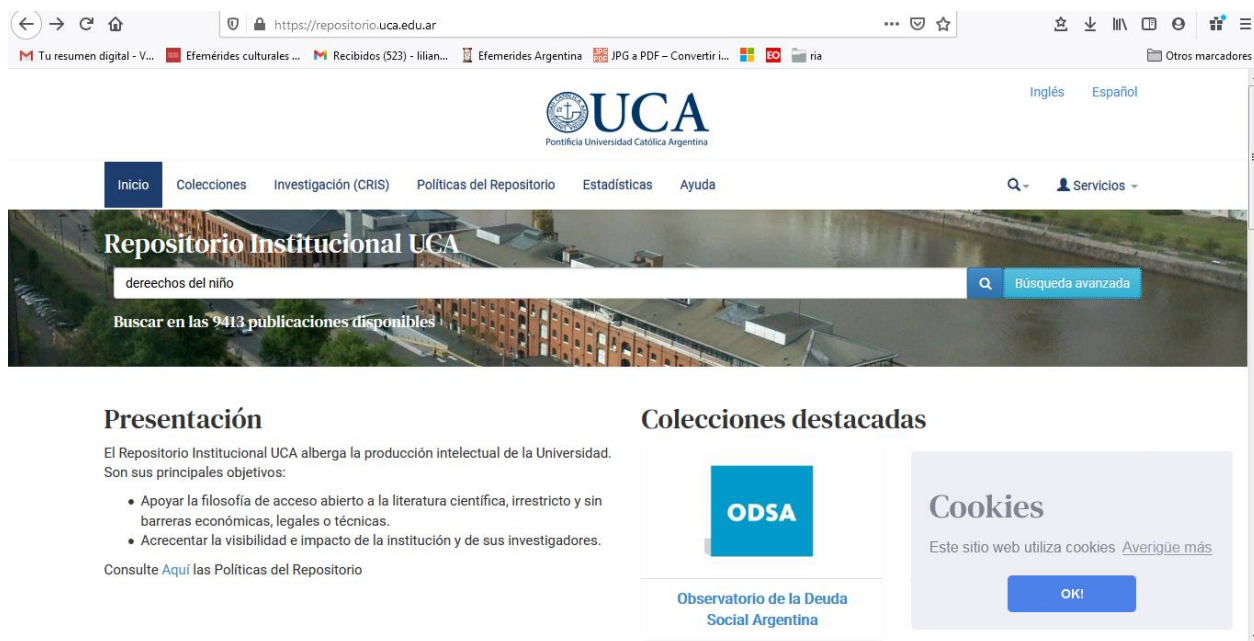 https://repositorio.uca.edu.ar
Tu resumen digital - V... Efemérides culturales ... Recibidos (523) - lilian... Efemerides Argentina JPG a PDF – Convertir i... EO ria Otros marcadores
Inglés Español
UCA
Pontificia Universidad Católica Argentina
Inicio Colecciones Investigación (CRIS) Políticas del Repositorio Estadísticas Ayuda Servicios
Repositorio Institucional UCA
dereechos del niño Búsqueda avanzada
Buscar en las 9413 publicaciones disponibles
Presentación
El Repositorio Institucional UCA alberga la producción intelectual de la Universidad.
Son sus principales objetivos:
• Apoyar la filosofía de acceso abierto a la literatura científica, irrestricto y sin
barreras económicas, legales o técnicas.
• Acrecentar la visibilidad e impacto de la institución y de sus investigadores.
Consulte Aquí las Políticas del Repositorio
Colecciones destacadas
ODSA
Observatorio de la Deuda
Social Argentina
Cookies
Este sitio web utiliza cookies Averigüe más
OK!